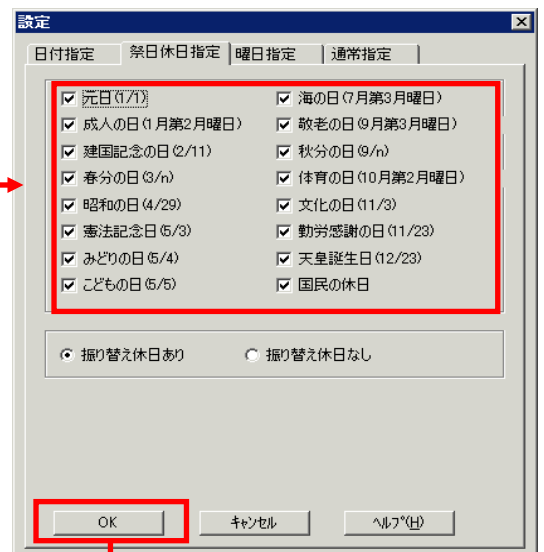 設定
日付指定 祭日休日指定 曜日指定 通常指定
元日(1/1) 海の日(7月第3月曜日)
成人の日(1月第2月曜日) 敬老の日(9月第3月曜日)
建国記念の日(2/11) 秋分の日(9/n)
春分の日(3/n) 体育の日(10月第2月曜日)
昭和の日(4/29) 文化の日(11/3)
憲法記念日(5/3) 勤労感謝の日(11/23)
みどりの日(5/4) 天皇誕生日(12/23)
こどもの日(5/5) 国民の休日
振り替え休日あり 振り替え休日なし
OK キャンセル ヘルプ(H)